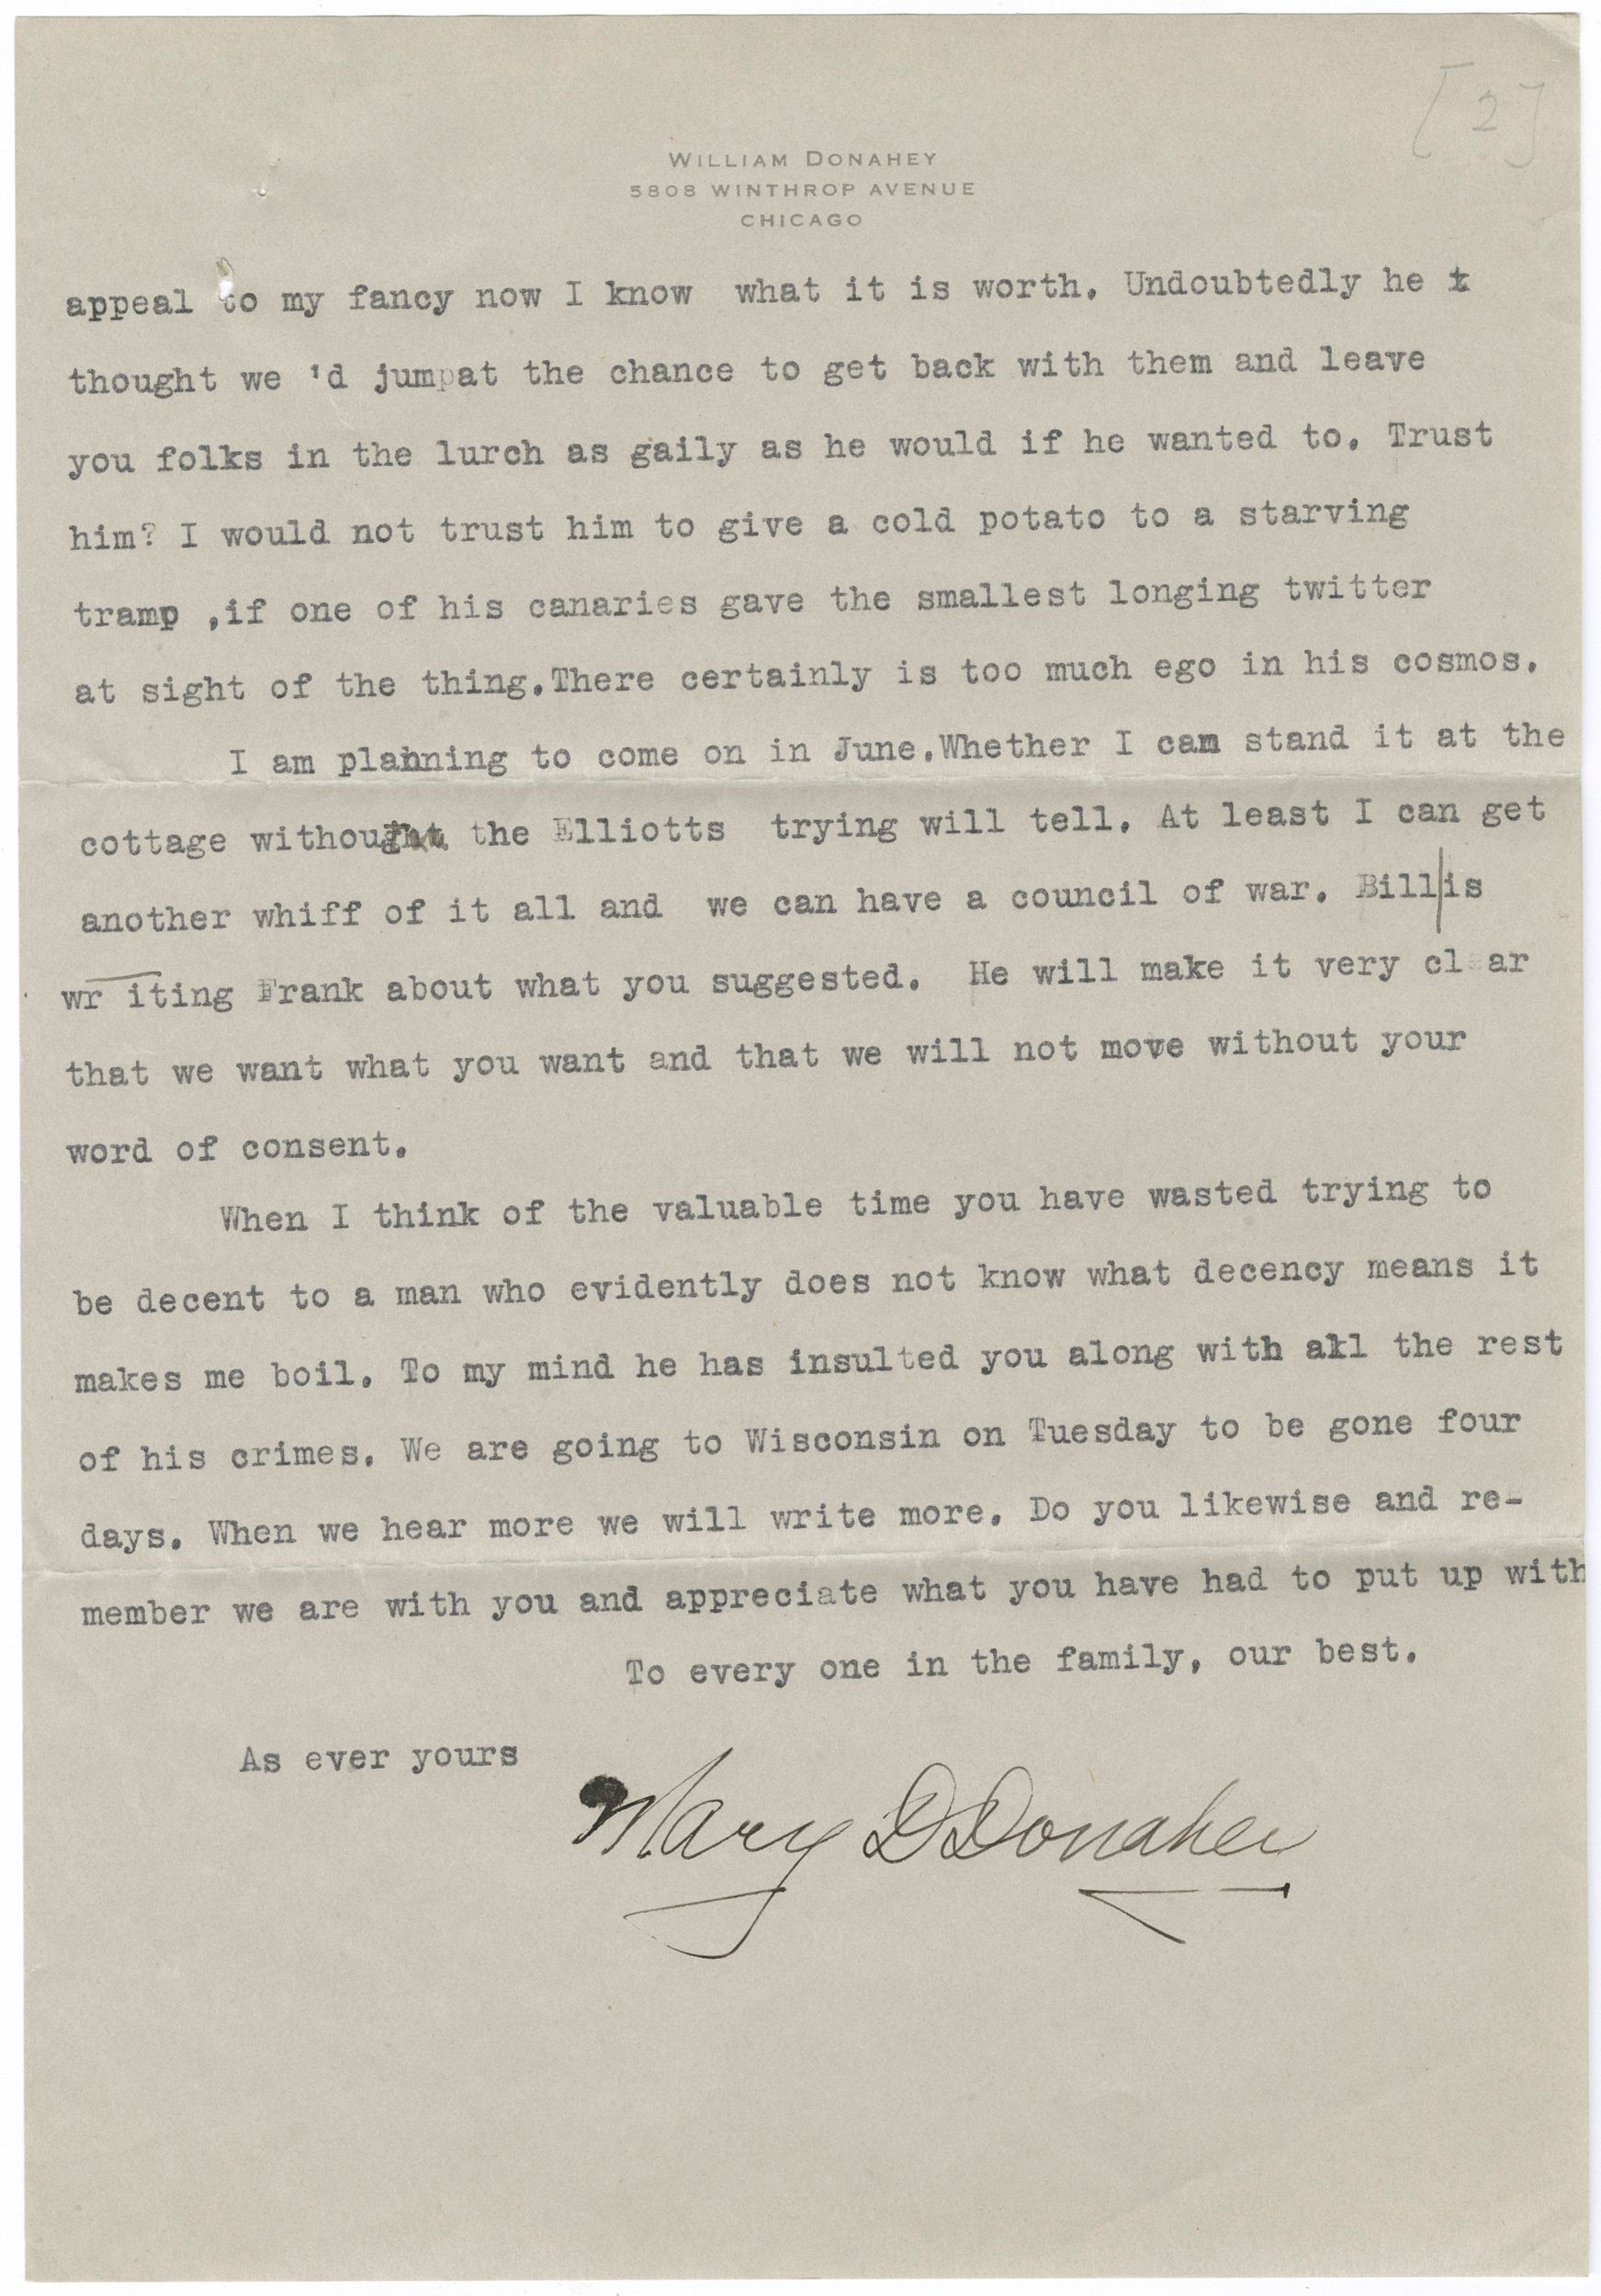 [2]
WILLIAM DONAHEY
5808 WINTHROP AVENUE
CHICAGO
appeal to my fancy now I know what it is worth. Undoubtedly he t
thought we 'd jumpat the chance to get back with them and leave
you folks in the lurch as gaily as he would if he wanted to. Trust
him? I would not trust him to give a cold potato to a starving
tramp ,if one of his canaries gave the smallest longing twitter
at sight of the thing.There certainly is too much ego in his cosmos.
I am planning to come on in June.Whether I can stand it at the
cottage without the Elliotts trying will tell. At least I can get
another whiff of it all and we can have a council of war. Bill|is
wr iting Frank about what you suggested. He will make it very clear
that we want what you want and that we will not move without your
word of consent.
When I think of the valuable time you have wasted trying to
be decent to a man who evidently does not know what decency means it
makes me boil. To my mind he has insulted you along with all the rest
of his crimes. We are going to Wisconsin on Tuesday to be gone four
days. When we hear more we will write more. Do you likewise and re-
member we are with you and appreciate what you have had to put up with
To every one in the family, our best.
As ever yours
Mary D Donahey